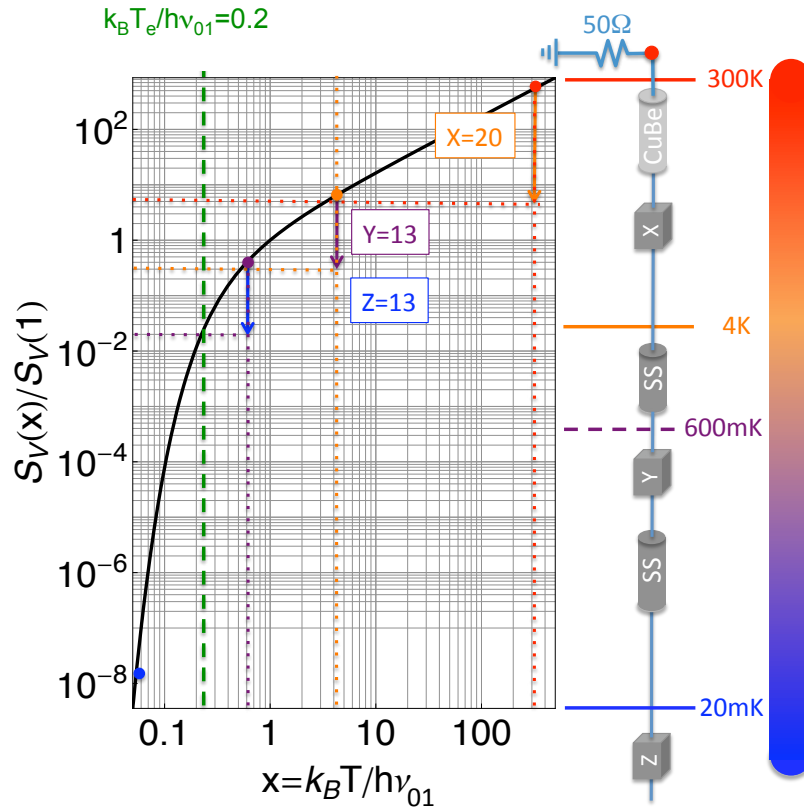 k_BT_e/hν_01=0.2
50Ω
300K
CuBe
X
4K
SS
600mK
Y
SS
20mK
Z
X=20
Y=13
Z=13
S_V(x)/S_V(1)
10^2
1
10^-2
10^-4
10^-6
10^-8
0.1
1
10
100
x=k_BT/hν_01